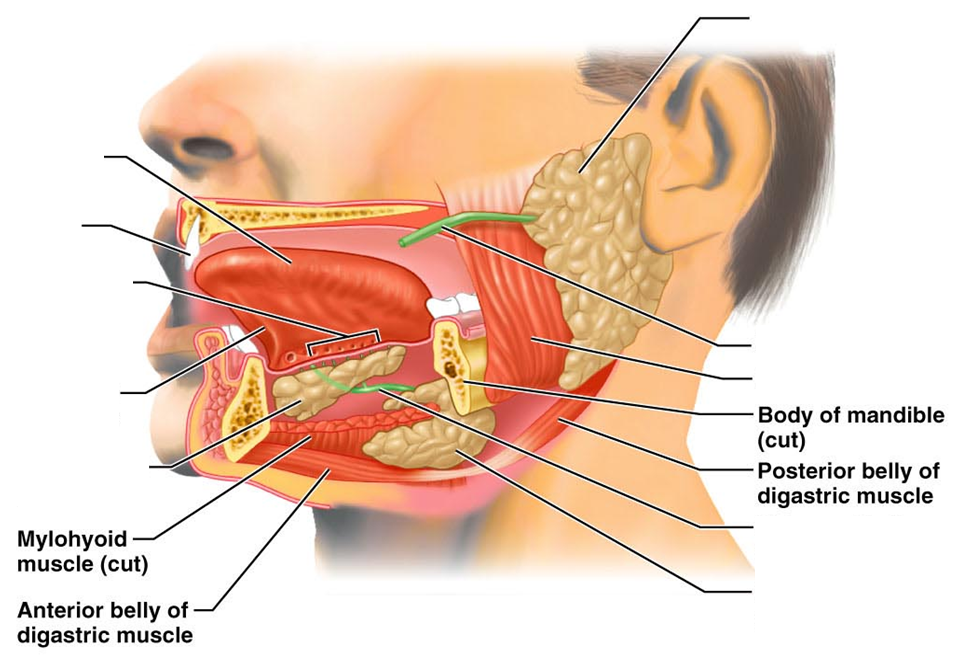 Body of mandible
(cut)
Posterior belly of
digastric muscle
Mylohyoid
muscle (cut)
Anterior belly of
digastric muscle